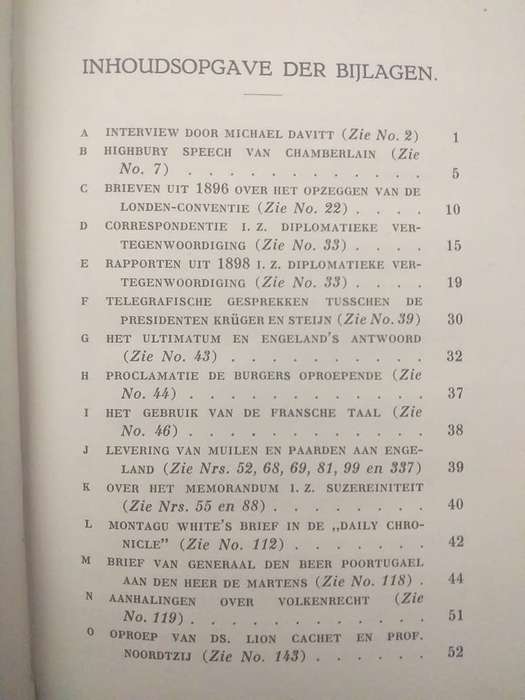 INHOUDSOPGAVE DER BIJLAGEN.
A INTERVIEW DOOR MICHAEL DAVITT (Zie No. 2) 1
B HIGHBURY SPEECH VAN CHAMBERLAIN (Zie
No. 7) . . . . . . . . . . . . 5
C BRIEVEN UIT 1896 OVER HET OPZEGGEN VAN DE
LONDEN-CONVENTIE (Zie No. 22) . . . . 10
D CORRESPONDENTIE I. Z. DIPLOMATIEKE VER-
TEGENWOORDIGING (Zie No. 33) . . . . 15
E RAPPORTEN UIT 1898 I. Z. DIPLOMATIEKE VER-
TEGENWOORDIGING (Zie No. 33) . . . . 19
F TELEGRAFISCHE GESPREKKEN TUSSCHEN DE
PRESIDENTEN KRÜGER EN STEIJN (Zie No. 39) 30
G HET ULTIMATUM EN ENGELAND'S ANTWOORD
(Zie No. 43) . . . . . . . . . . 32
H PROCLAMATIE DE BURGERS OPROEPENDE (Zie
No. 44) . . . . . . . . . . . . 37
I HET GEBRUIK VAN DE FRANSCHE TAAL (Zie
No. 46) . . . . . . . . . . . . 38
J LEVERING VAN MUILEN EN PAARDEN AAN ENGE-
LAND (Zie Nrs. 52, 68, 69, 81, 99 en 337) 39
K OVER HET MEMORANDUM I. Z. SUZEREINITEIT
(Zie Nrs. 55 en 88) . . . . . . . . 40
L MONTAGU WHITE'S BRIEF IN DE „DAILY CHRO-
NICLE” (Zie No. 112) . . . . . . . 42
M BRIEF VAN GENERAAL DEN BEER POORTUGAEL
AAN DEN HEER DE MARTENS (Zie No. 118) . 44
N AANHALINGEN OVER VOLKENRECHT (Zie
No. 119) . . . . . . . . . . . 51
O OPROEP VAN DS. LION CACHET EN PROF.
NOORDTZIJ (Zie No. 143) . . . . . . 52